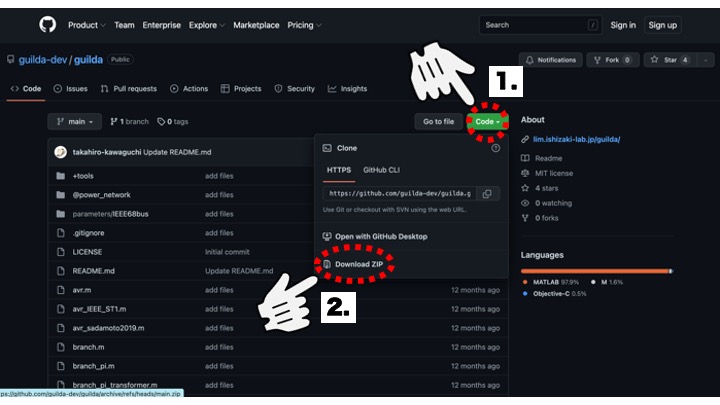 Product Team Enterprise Explore Marketplace Pricing Search / Sign in Sign up
guilda-dev / guilda Public Notifications Fork 0 Star 4
Code Issues Pull requests Actions Projects Security Insights
1.
main 1 branch 0 tags Go to file Code
About
lim.ishizaki-lab.jp/guilda/
Readme
MIT license
4 stars
0 watching
0 forks
Languages
MATLAB 97.9% M 1.6%
Objective-C 0.5%
Clone
HTTPS GitHub CLI
https://github.com/guilda-dev/guilda.g
Use Git or checkout with SVN using the web URL.
Open with GitHub Desktop
Download ZIP
2.
takahiro-kawaguchi Update README.md
+tools add files
@power_network add files
parameters/IEEE68bus add files
.gitignore add files
LICENSE Initial commit
README.md Update README.md
avr.m add files 12 months ago
avr_IEEE_ST1.m add files 12 months ago
avr_sadamoto2019.m add files 12 months ago
branch.m add files 12 months ago
branch_pi.m add files 12 months ago
branch_pi_transformer.m add files 12 months ago
ps://github.com/guilda-dev/guilda/archive/refs/heads/main.zip